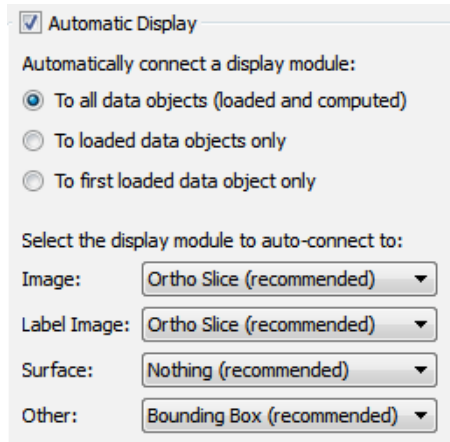 Automatic Display
Automatically connect a display module:
To all data objects (loaded and computed)
To loaded data objects only
To first loaded data object only
Select the display module to auto-connect to:
Image: Ortho Slice (recommended)
Label Image: Ortho Slice (recommended)
Surface: Nothing (recommended)
Other: Bounding Box (recommended)